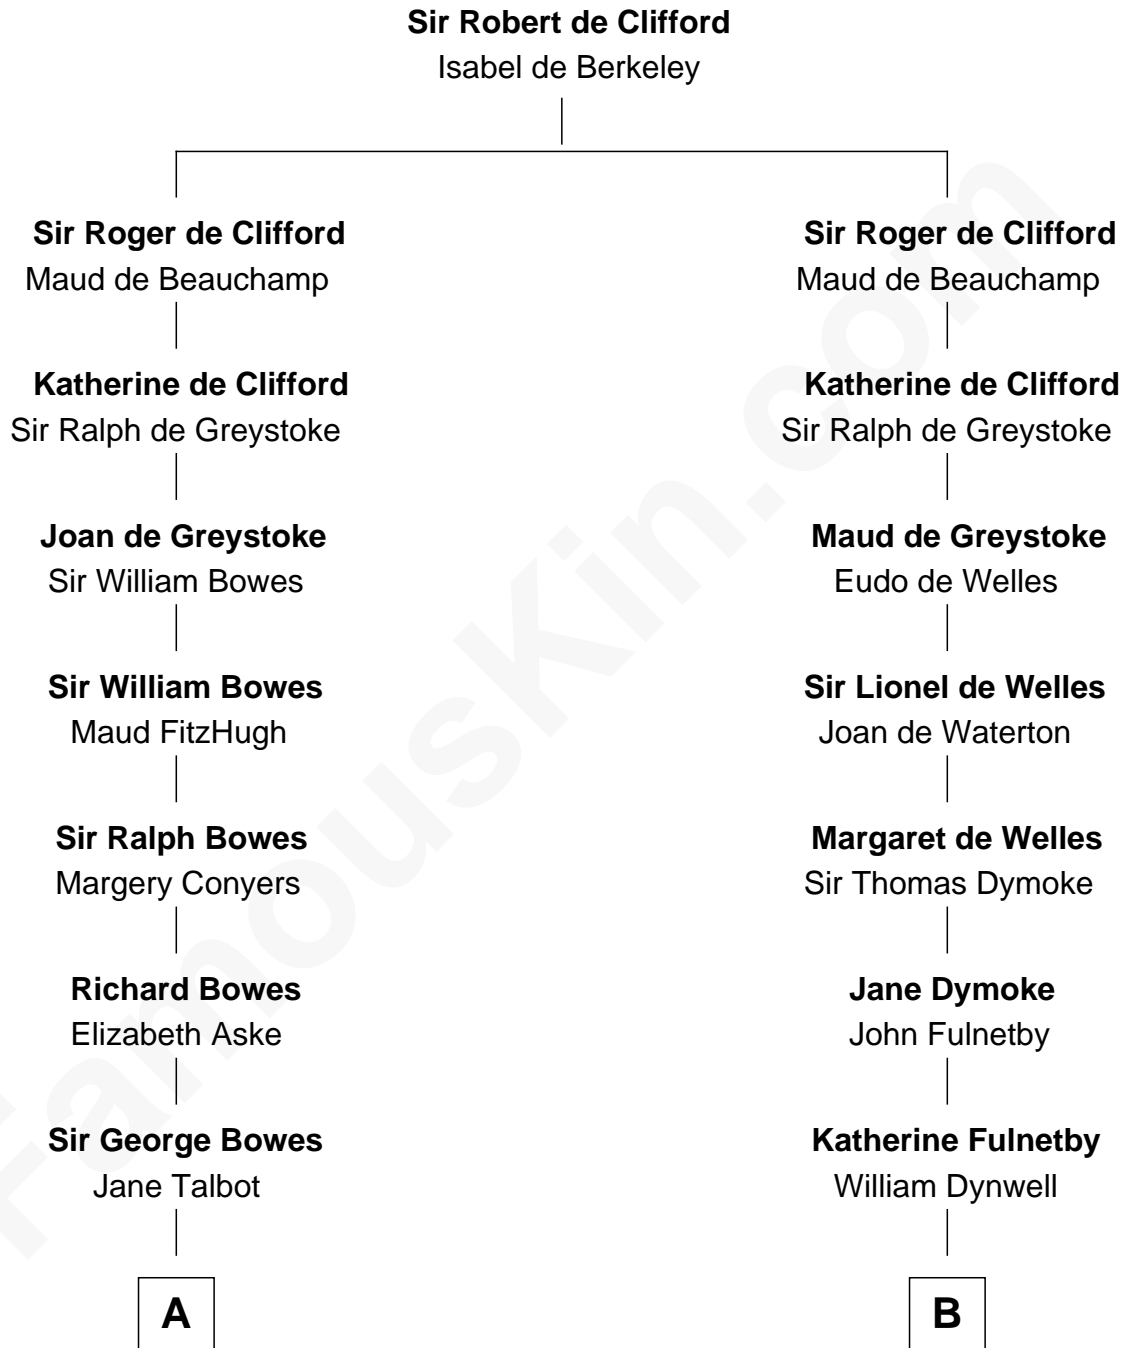 Sir Robert de Clifford
Isabel de Berkeley
Sir Roger de Clifford
Maud de Beauchamp
Katherine de Clifford
Sir Ralph de Greystoke
Joan de Greystoke
Sir William Bowes
Sir William Bowes
Maud FitzHugh
Sir Ralph Bowes
Margery Conyers
Richard Bowes
Elizabeth Aske
Sir George Bowes
Jane Talbot
A
Sir Roger de Clifford
Maud de Beauchamp
Katherine de Clifford
Sir Ralph de Greystoke
Maud de Greystoke
Eudo de Welles
Sir Lionel de Welles
Joan de Waterton
Margaret de Welles
Sir Thomas Dymoke
Jane Dymoke
John Fulnetby
Katherine Fulnetby
William Dynwell
B
FamousKin.com